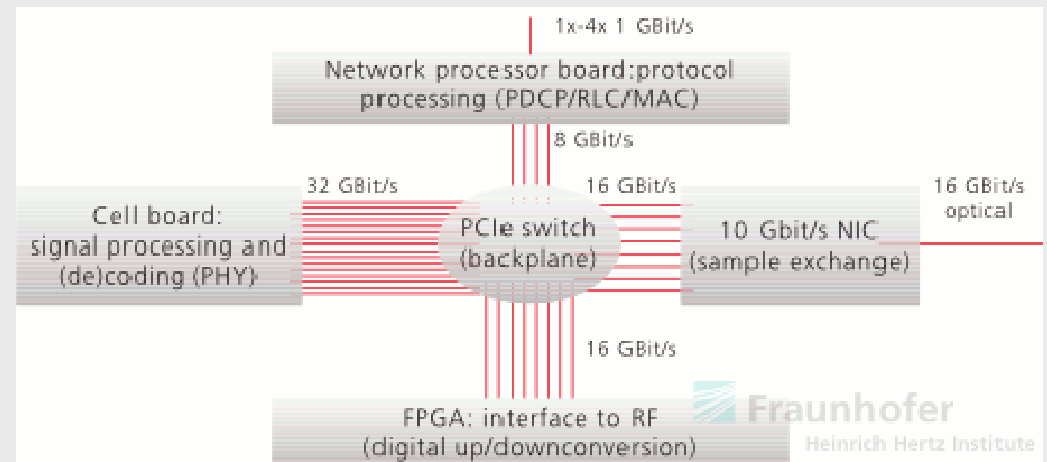 1x-4x 1 GBit/s
Network processor board:protocol
processing (PDCP/RLC/MAC)
8 GBit/s
32 GBit/s
16 GBit/s
16 GBit/s
optical
Cell board:
signal processing and
(de)coding (PHY)
PCIe switch
(backplane)
10 Gbit/s NIC
(sample exchange)
16 GBit/s
FPGA: interface to RF
(digital up/downconversion)
Fraunhofer
Heinrich Hertz Institute